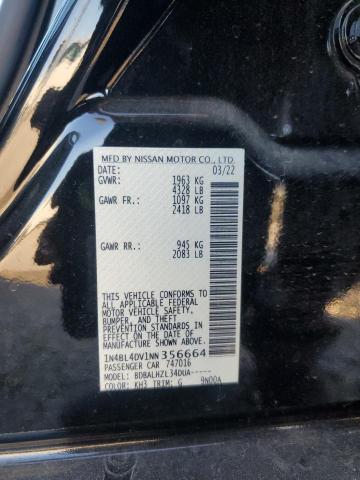 MFD BY NISSAN MOTOR CO., LTD.
DATE: 03/22
GVWR: 1963 KG
4328 LB
GAWR FR: 1097 KG
2418 LB
GAWR RR: 945 KG
2083 LB
THIS VEHICLE CONFORMS
TO ALL APPLICABLE
FEDERAL MOTOR
VEHICLE SAFETY,
BUMPER, AND THEFT
PREVENTION STANDARDS
IN EFFECT ON THE
DATE OF MANUFACTURE
SHOWN ABOVE.
1N4BL4DV1NN356664
PASSENGER CAR 747016
MODEL: BDBALHZL34DUA-----
COLOR: KH3 TRIM: G 9N00A